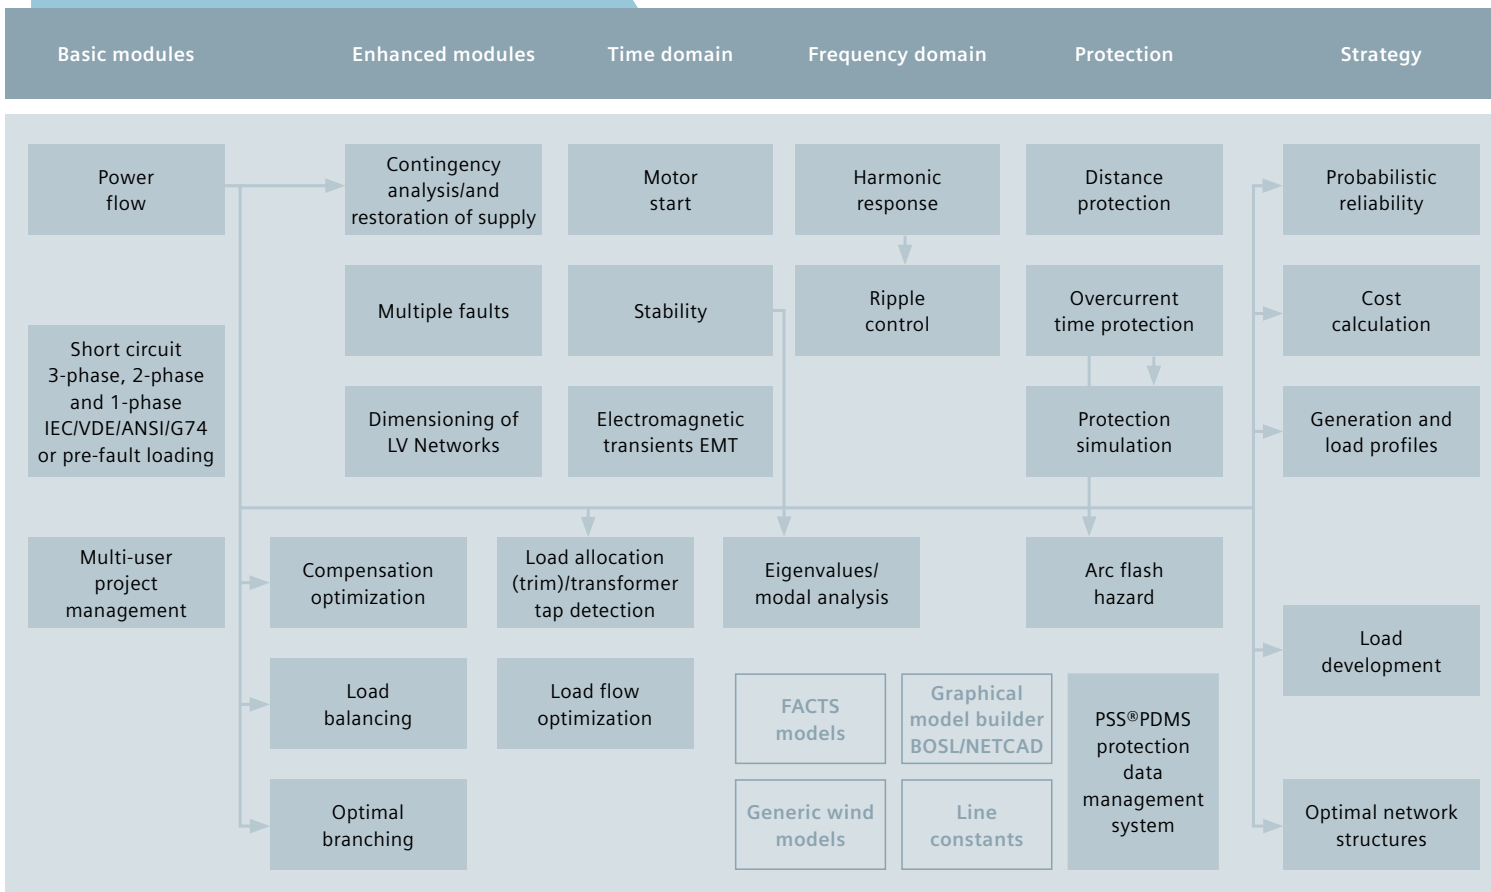 Basic modules
Enhanced modules
Time domain
Frequency domain
Protection
Strategy
Power
flow
Contingency
analysis/and
restoration of supply
Motor
start
Harmonic
response
Distance
protection
Probabilistic
reliability
Multiple faults
Stability
Ripple
control
Overcurrent
time protection
Cost
calculation
Short circuit
3-phase, 2-phase
and 1-phase
IEC/VDE/ANSI/G74
or pre-fault loading
Dimensioning of
LV Networks
Electromagnetic
transients EMT
Protection
simulation
Generation and
load profiles
Multi-user
project
management
Compensation
optimization
Load allocation
(trim)/transformer
tap detection
Eigenvalues/
modal analysis
Arc flash
hazard
Load
development
Load
balancing
Load flow
optimization
FACTS
models
Graphical
model builder
BOSL/NETCAD
PSS®PDMS
protection
data
management
system
Optimal
branching
Generic wind
models
Line
constants
Optimal network
structures